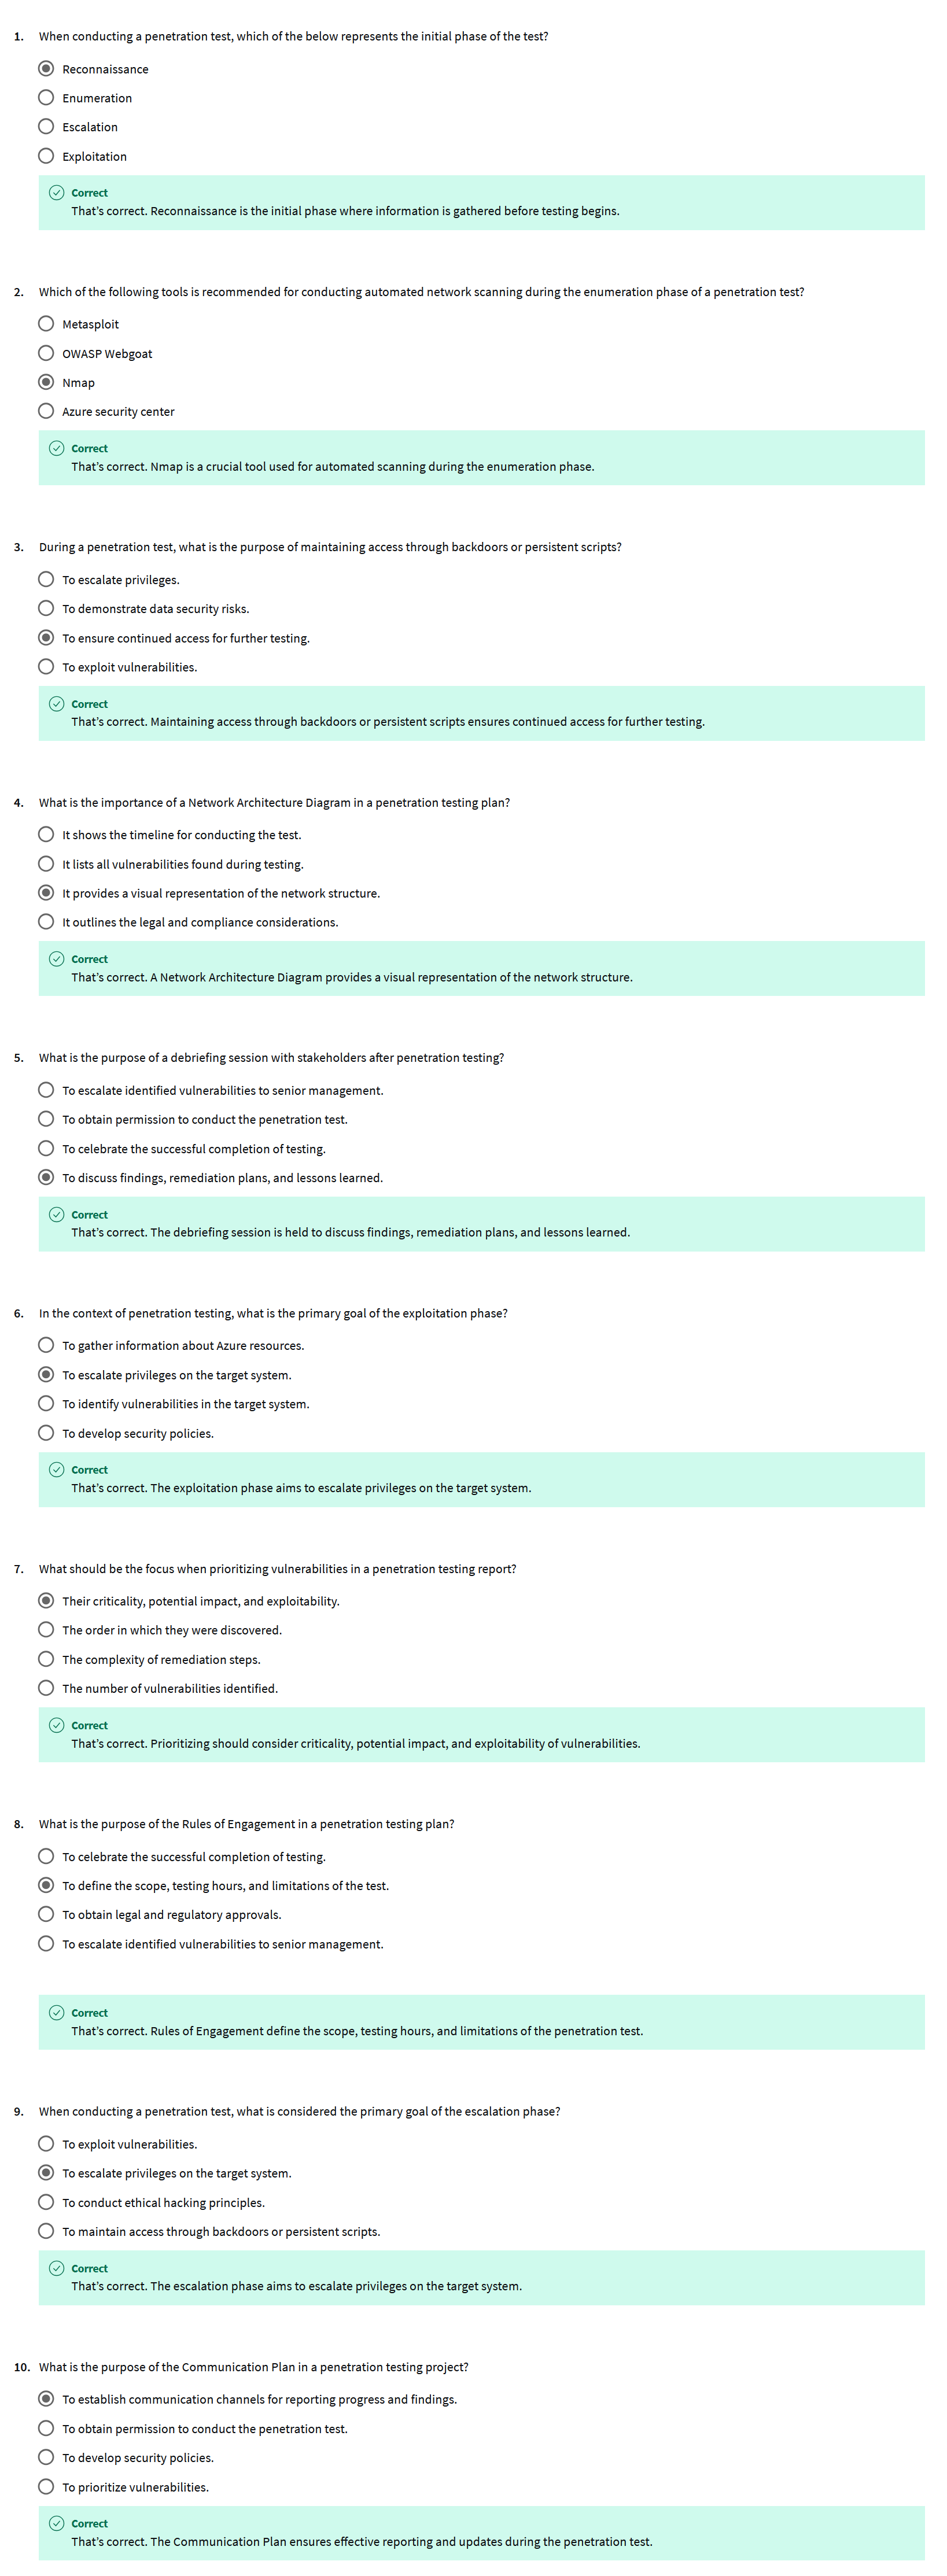 1. When conducting a penetration test, which of the below represents the initial phase of the test?
Reconnaissance
Enumeration
Escalation
Exploitation
Correct
That's correct. Reconnaissance is the initial phase where information is gathered before testing begins.
2. Which of the following tools is recommended for conducting automated network scanning during the enumeration phase of a penetration test?
Metasploit
OWASP Webgoat
Nmap
Azure security center
Correct
That's correct. Nmap is a crucial tool used for automated scanning during the enumeration phase.
3. During a penetration test, what is the purpose of maintaining access through backdoors or persistent scripts?
To escalate privileges.
To demonstrate data security risks.
To ensure continued access for further testing.
To exploit vulnerabilities.
Correct
That's correct. Maintaining access through backdoors or persistent scripts ensures continued access for further testing.
4. What is the importance of a Network Architecture Diagram in a penetration testing plan?
It shows the timeline for conducting the test.
It lists all vulnerabilities found during testing.
It provides a visual representation of the network structure.
It outlines the legal and compliance considerations.
Correct
That's correct. A Network Architecture Diagram provides a visual representation of the network structure.
5. What is the purpose of a debriefing session with stakeholders after penetration testing?
To escalate identified vulnerabilities to senior management.
To obtain permission to conduct the penetration test.
To celebrate the successful completion of testing.
To discuss findings, remediation plans, and lessons learned.
Correct
That's correct. The debriefing session is held to discuss findings, remediation plans, and lessons learned.
6. In the context of penetration testing, what is the primary goal of the exploitation phase?
To gather information about Azure resources.
To escalate privileges on the target system.
To identify vulnerabilities in the target system.
To develop security policies.
Correct
That's correct. The exploitation phase aims to escalate privileges on the target system.
7. What should be the focus when prioritizing vulnerabilities in a penetration testing report?
Their criticality, potential impact, and exploitability.
The order in which they were discovered.
The complexity of remediation steps.
The number of vulnerabilities identified.
Correct
That's correct. Prioritizing should consider criticality, potential impact, and exploitability of vulnerabilities.
8. What is the purpose of the Rules of Engagement in a penetration testing plan?
To celebrate the successful completion of testing.
To define the scope, testing hours, and limitations of the test.
To obtain legal and regulatory approvals.
To escalate identified vulnerabilities to senior management.
Correct
That's correct. Rules of Engagement define the scope, testing hours, and limitations of the penetration test.
9. When conducting a penetration test, what is considered the primary goal of the escalation phase?
To exploit vulnerabilities.
To escalate privileges on the target system.
To conduct ethical hacking principles.
To maintain access through backdoors or persistent scripts.
Correct
That's correct. The escalation phase aims to escalate privileges on the target system.
10. What is the purpose of the Communication Plan in a penetration testing project?
To establish communication channels for reporting progress and findings.
To obtain permission to conduct the penetration test.
To develop security policies.
To prioritize vulnerabilities.
Correct
That's correct. The Communication Plan ensures effective reporting and updates during the penetration test.